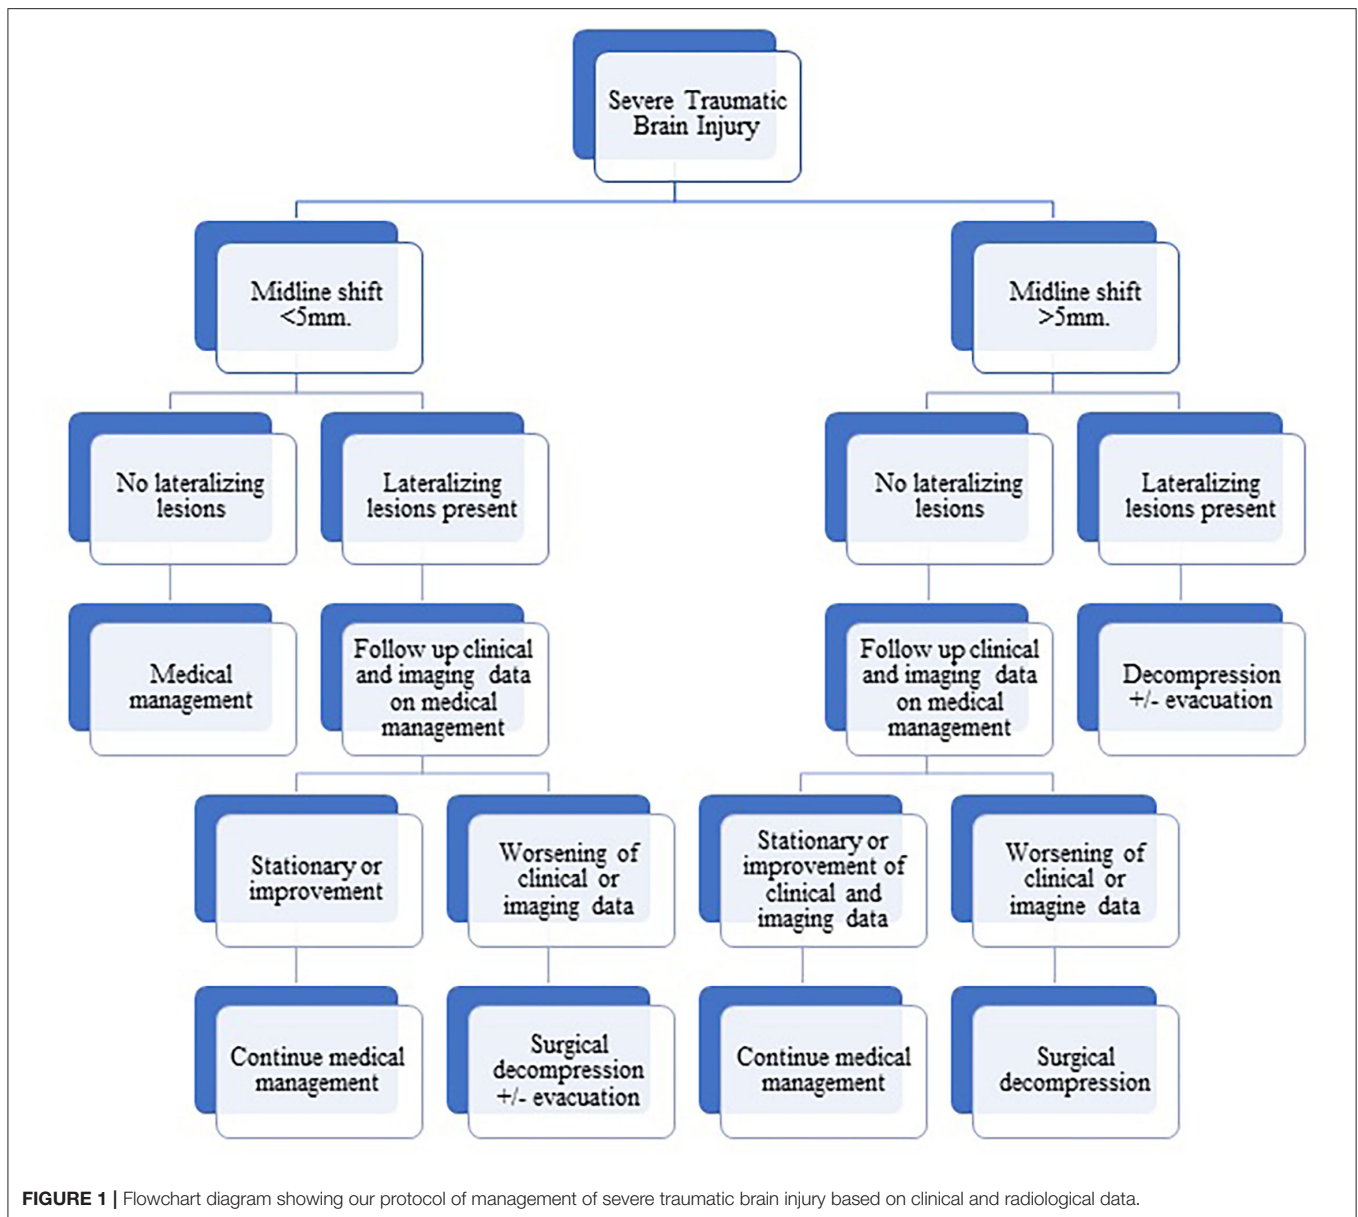 Severe Traumatic
Brain Injury
Midline shift
<5mm.
Midline shift
>5mm.
No lateralizing
lesions
Lateralizing
lesions present
No lateralizing
lesions
Lateralizing
lesions present
Medical
management
Follow up clinical
and imaging data
on medical
management
Follow up clinical
and imaging data
on medical
management
Decompression
+/- evacuation
Stationary or
improvement
Worsening of
clinical or
imaging data
Stationary or
improvement of
clinical and
imaging data
Worsening of
clinical or
imagine data
Continue medical
management
Surgical
decompression
+/- evacuation
Continue medical
management
Surgical
decompression
FIGURE 1 | Flowchart diagram showing our protocol of management of severe traumatic brain injury based on clinical and radiological data.